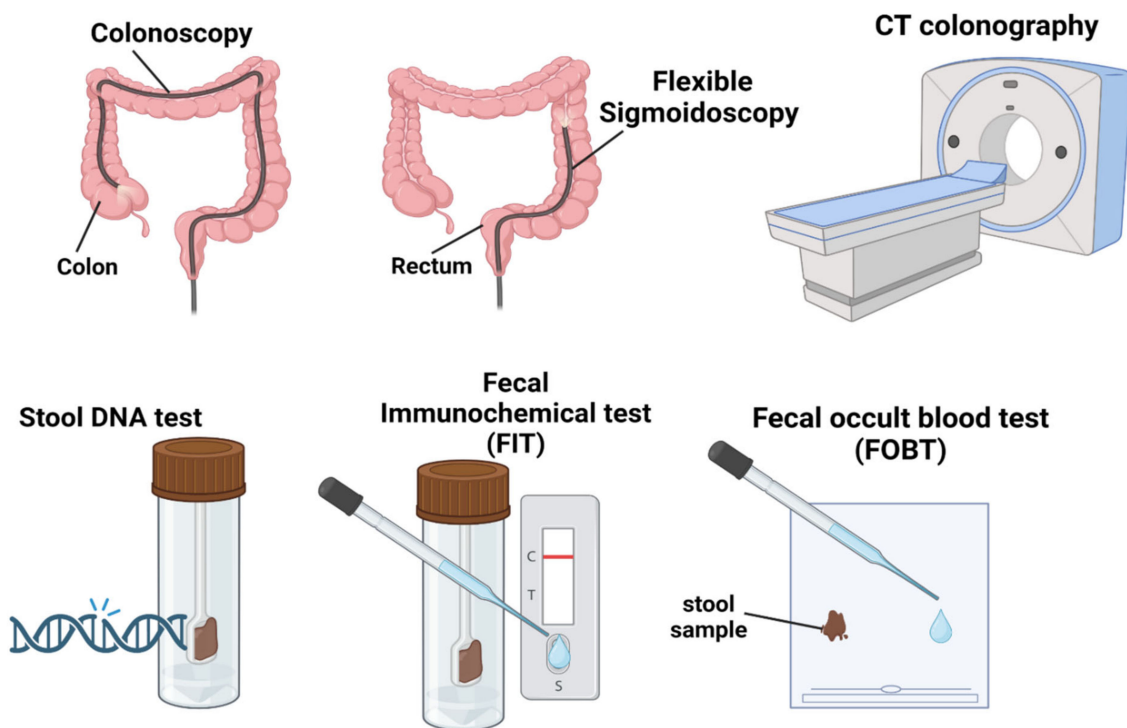 Colonoscopy
Colon
Flexible
Sigmoidoscopy
Rectum
CT colonography
Stool DNA test
Fecal
Immunochemical test
(FIT)
C
T
S
Fecal occult blood test
(FOBT)
stool
sample